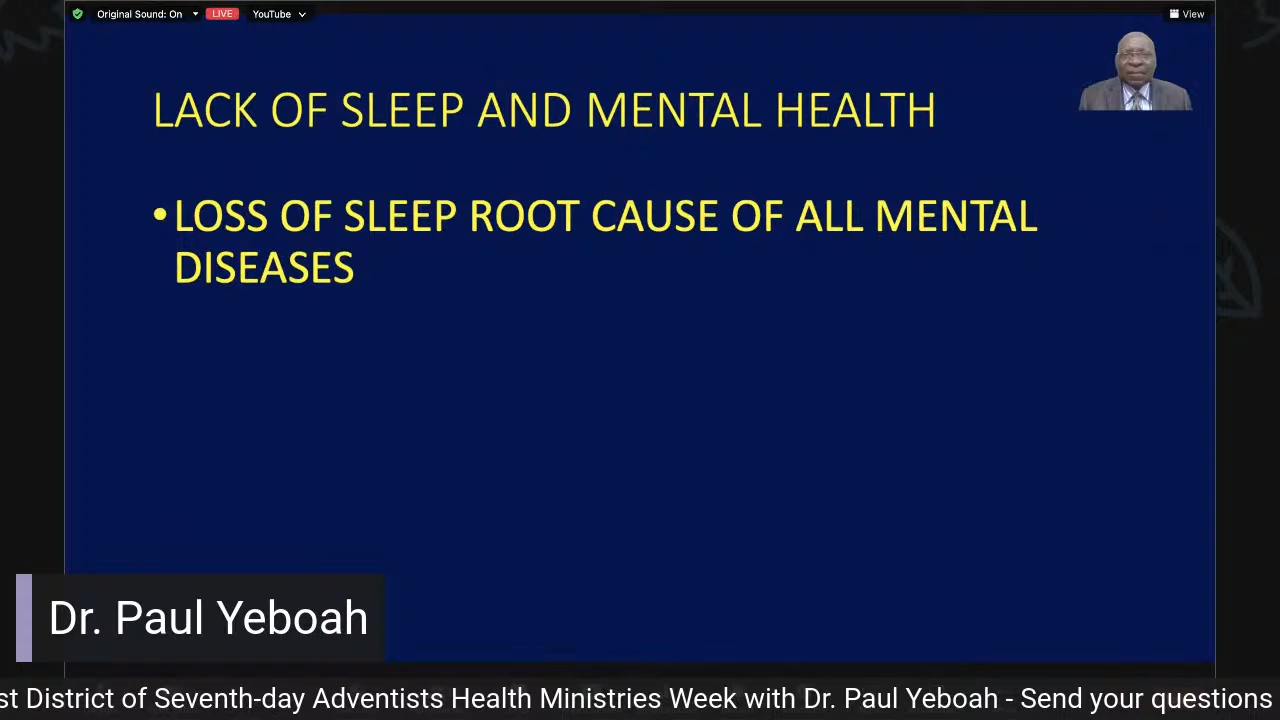 Original Sound: On
LIVE
YouTube
View
LACK OF SLEEP AND MENTAL HEALTH
•LOSS OF SLEEP ROOT CAUSE OF ALL MENTAL
DISEASES
Dr. Paul Yeboah
st District of Seventh-day Adventists Health Ministries Week with Dr. Paul Yeboah - Send your questions